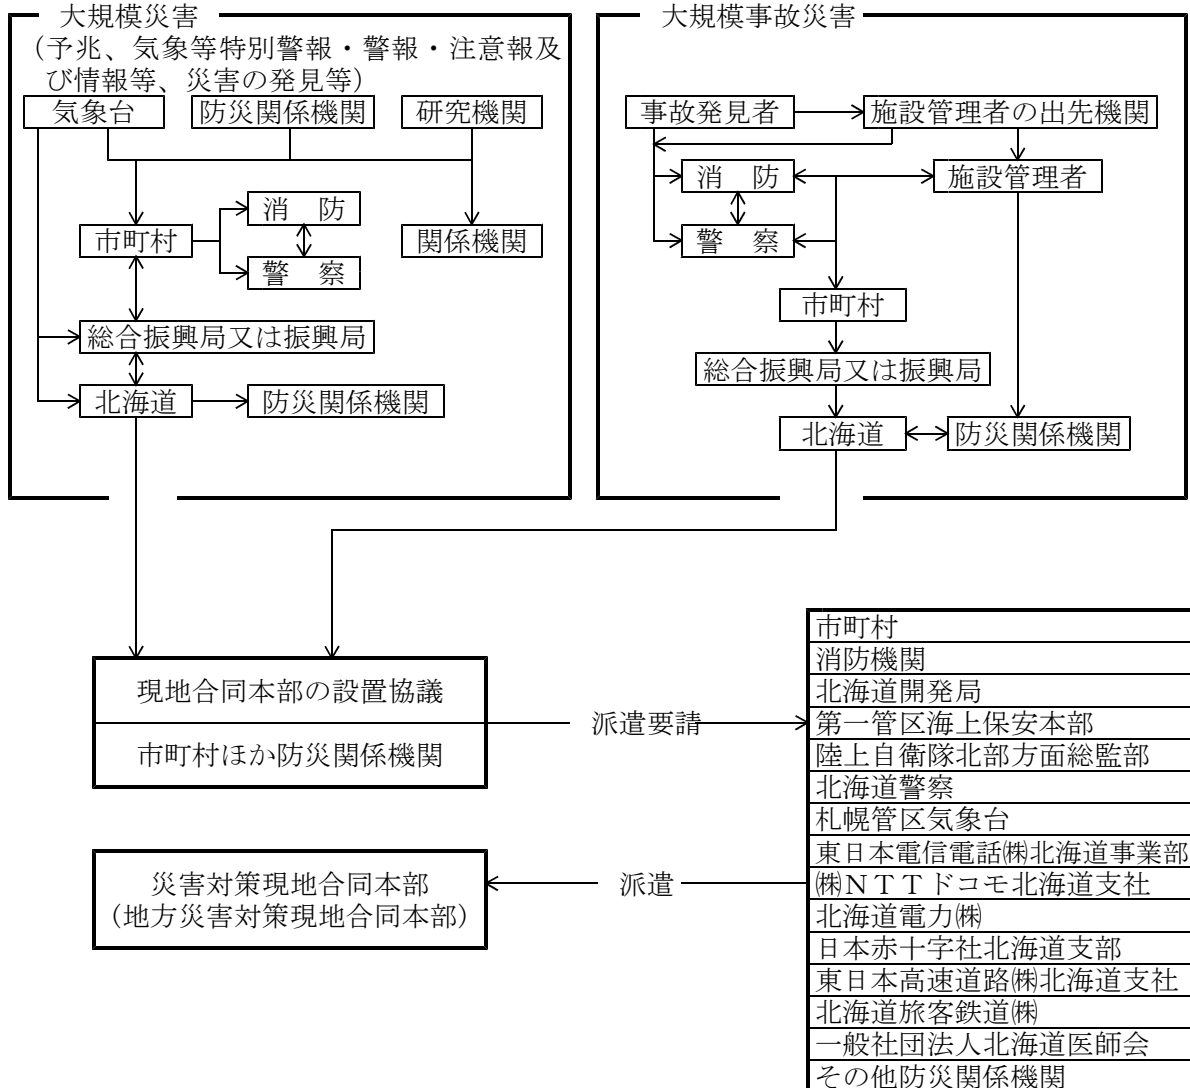 大規模災害
(予兆、気象等特別警報・警報・注意報及
び情報等、災害の発見等)
気象台
防災関係機関
研究機関
市町村
消　防
警　察
関係機関
総合振興局又は振興局
北海道
防災関係機関
大規模事故災害
事故発見者
施設管理者の出先機関
消　防
施設管理者
警　察
市町村
総合振興局又は振興局
北海道
防災関係機関
現地合同本部の設置協議
市町村ほか防災関係機関
派遣要請
災害対策現地合同本部
(地方災害対策現地合同本部)
派遣
市町村
消防機関
北海道開発局
第一管区海上保安本部
陸上自衛隊北部方面総監部
北海道警察
札幌管区気象台
東日本電信電話㈱北海道事業部
㈱ＮＴＴドコモ北海道支社
北海道電力㈱
日本赤十字社北海道支部
東日本高速道路㈱北海道支社
北海道旅客鉄道㈱
一般社団法人北海道医師会
その他防災関係機関